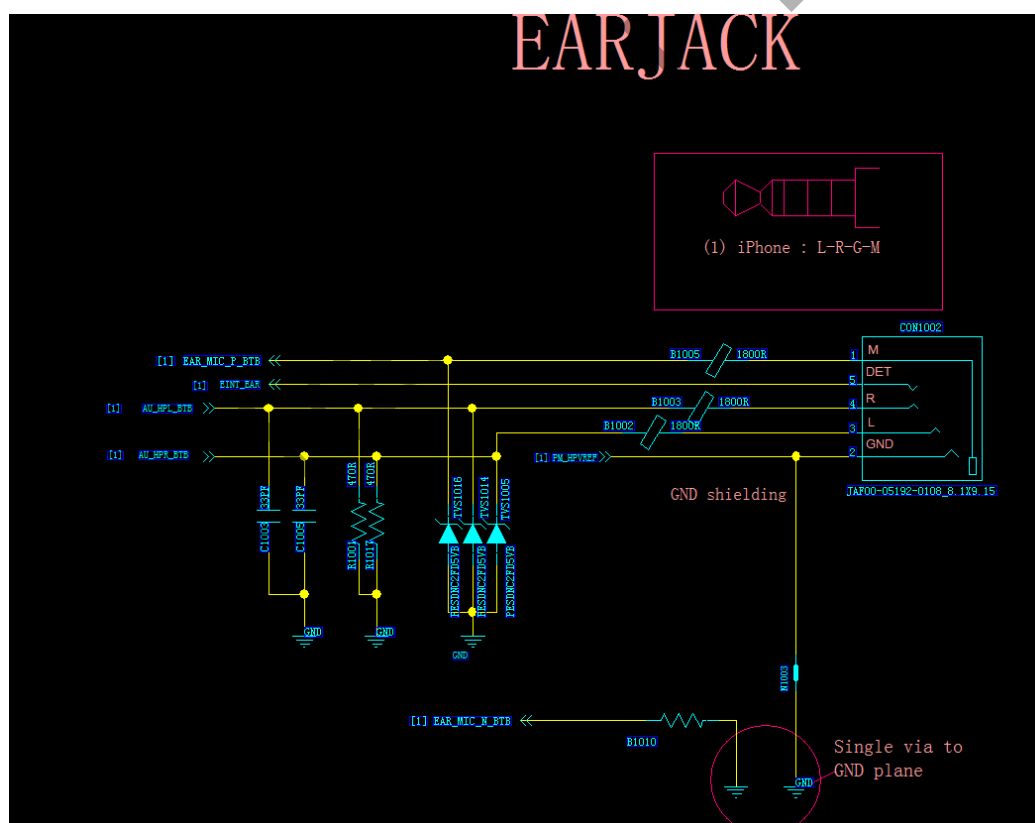 EARJACK
(1) iPhone : L-R-G-M
CON1002
[1] EAR_MIC_P_BTB
B1005
1800R
1
M
[1] EINT_EAR
5
DET
[1] AU_HPL_BTB
B1003
1800R
4
R
B1002
1800R
3
L
[1] AU_HPR_BTB
[1] PM_HPVREF
2
GND
JAF00-05192-0108_8.1X9.15
GND shielding
C1003
33PF
C1005
33PF
R1001
470R
R1017
470R
TVS1016
PESDNC2FD5VB
TVS1014
PESDNC2FD5VB
TVS1005
PESDNC2FD5VB
GND
GND
GND
N1003
[1] EAR_MIC_N_BTB
B1010
GND
Single via to
GND plane